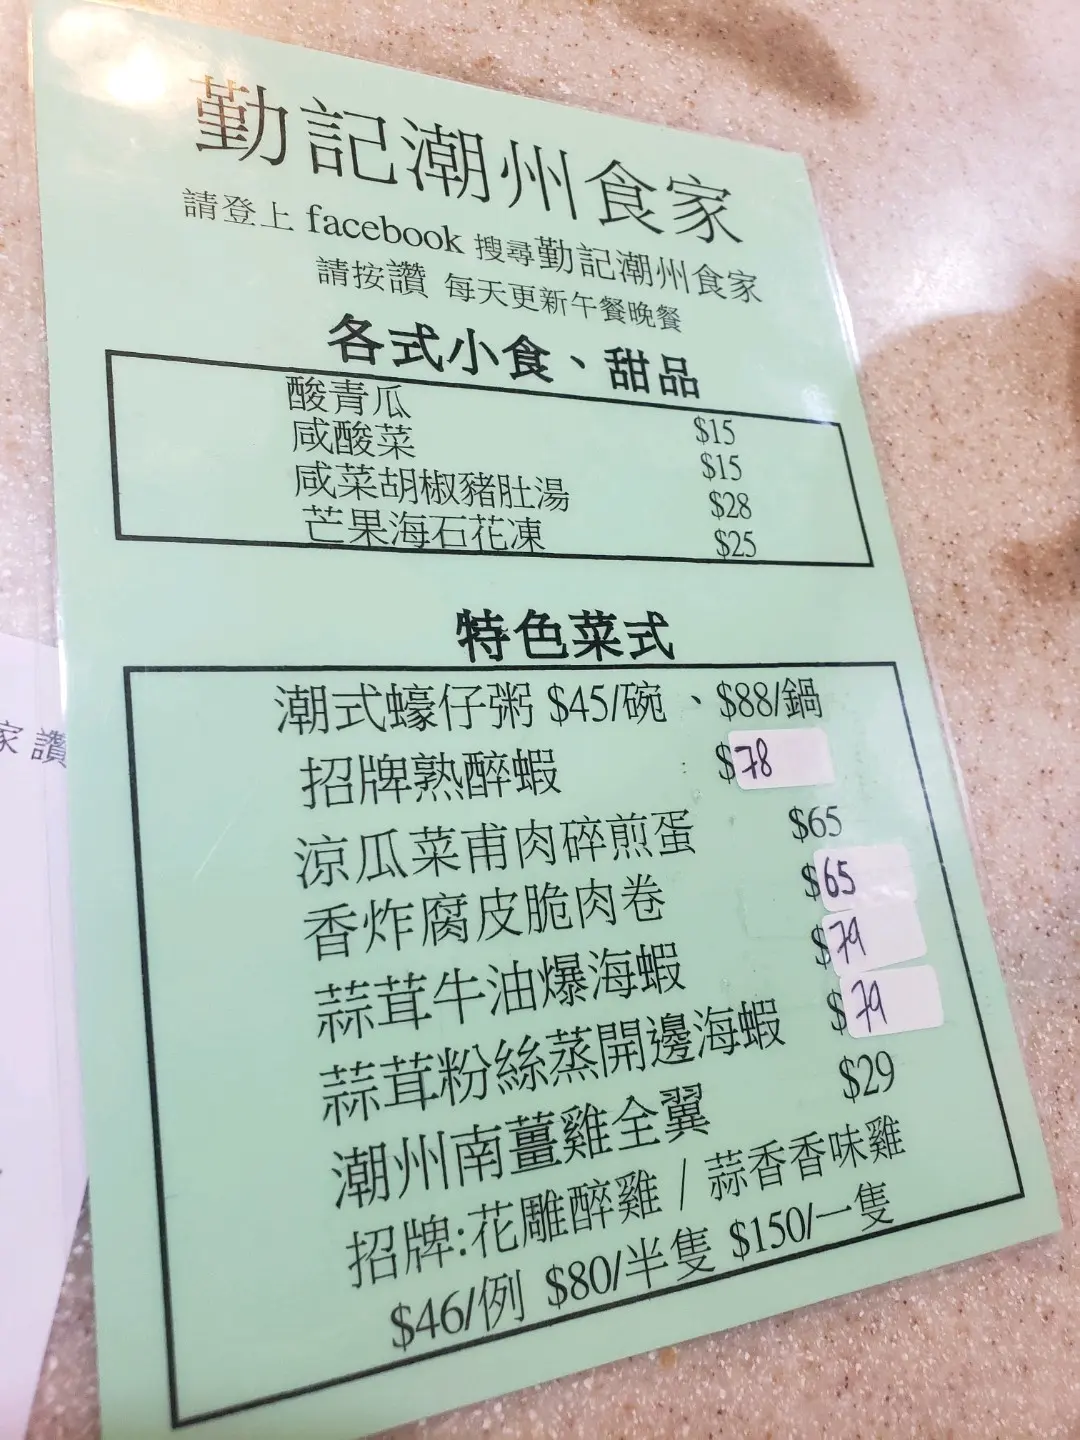 勤記潮州食家
請登上 facebook 搜尋勤記潮州食家
請按讚 每天更新午餐晚餐
各式小食、甜品
酸青瓜 $15
咸酸菜 $15
咸菜胡椒豬肚湯 $28
芒果海石花凍 $25
特色菜式
潮式蠔仔粥 $45/碗 、$88/鍋
招牌熟醉蝦 $78
涼瓜菜甫肉碎煎蛋 $65
香炸腐皮脆肉卷 $65
蒜茸牛油爆海蝦 $79
蒜茸粉絲蒸開邊海蝦 $79
潮州南薑雞全翼 $29
招牌:花雕醉雞 / 蒜香香味雞
$46/例 $80/半隻 $150/一隻
家 讚